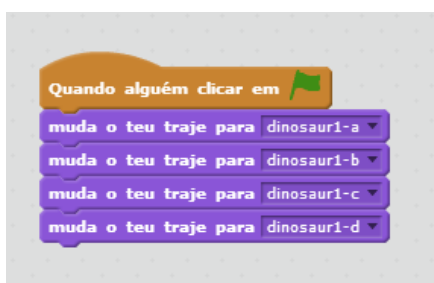 Quando alguém clicar em
muda o teu traje para dinosaur1-a
muda o teu traje para dinosaur1-b
muda o teu traje para dinosaur1-c
muda o teu traje para dinosaur1-d